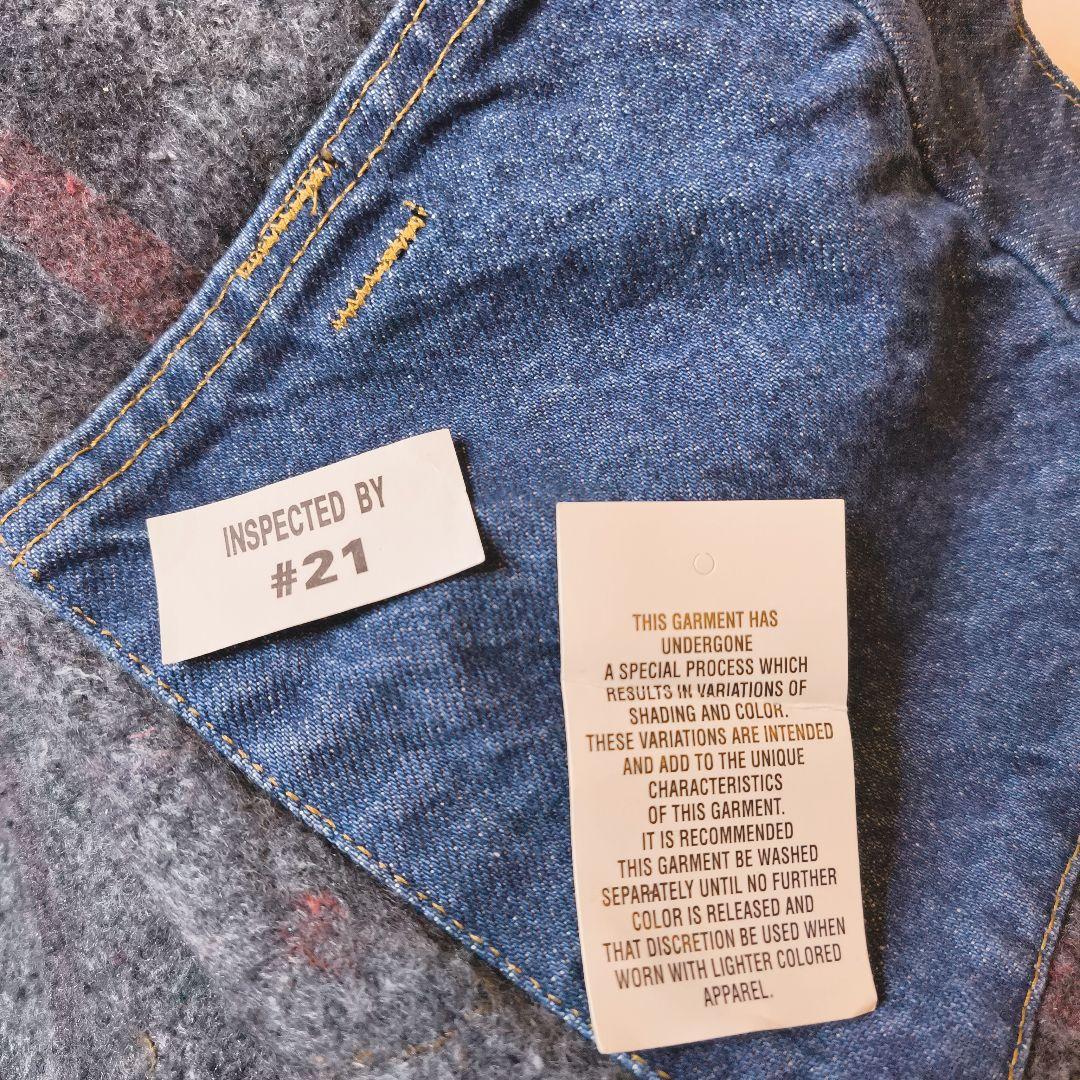 INSPECTED BY
#21
THIS GARMENT HAS
UNDERGONE
A SPECIAL PROCESS WHICH
RESULTS IN VARIATIONS OF
SHADING AND COLOR.
THESE VARIATIONS ARE INTENDED
AND ADD TO THE UNIQUE
CHARACTERISTICS
OF THIS GARMENT.
IT IS RECOMMENDED
THIS GARMENT BE WASHED
SEPARATELY UNTIL NO FURTHER
COLOR IS RELEASED AND
THAT DISCRETION BE USED WHEN
WORN WITH LIGHTER COLORED
APPAREL.